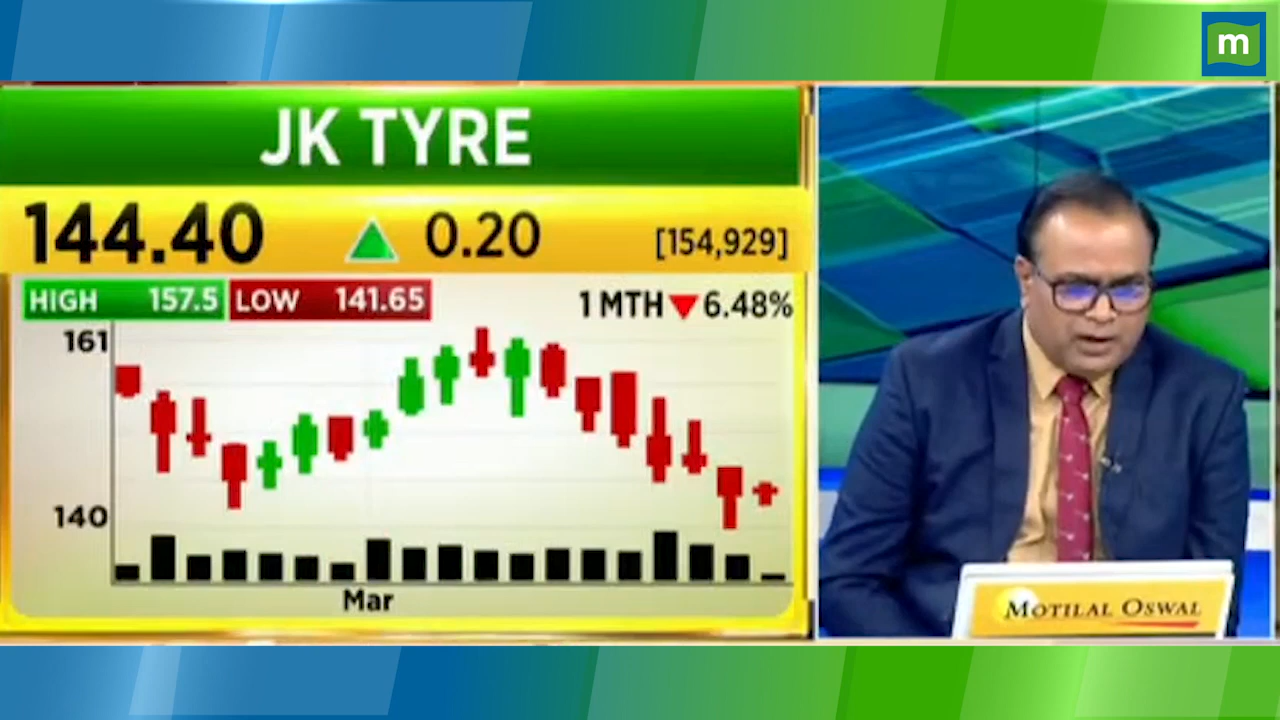 m
JK TYRE
144.40 ▲ 0.20 [154,929]
HIGH 157.5 LOW 141.65 1 MTH ▼ 6.48%
161
140
Mar
MOTILAL OSWAL